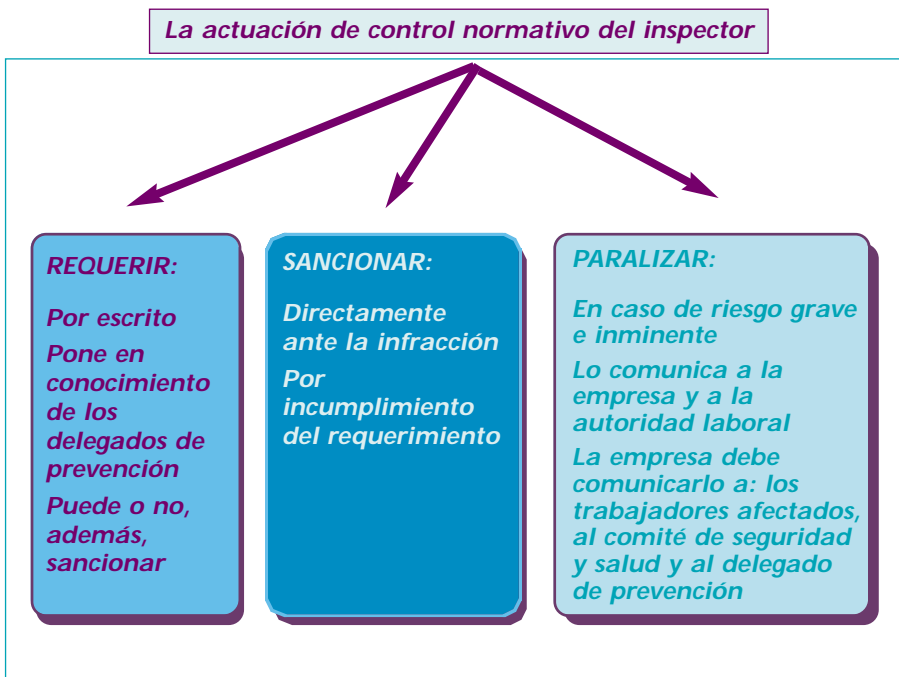 La actuación de control normativo del inspector
REQUERIR:
Por escrito
Pone en
conocimiento
de los
delegados de
prevención
Puede o no,
además,
sancionar
SANCIONAR:
Directamente
ante la infracción
Por
incumplimiento
del requerimiento
PARALIZAR:
En caso de riesgo grave
e inminente
Lo comunica a la
empresa y a la
autoridad laboral
La empresa debe
comunicarlo a: los
trabajadores afectados,
al comité de seguridad
y salud y al delegado
de prevención